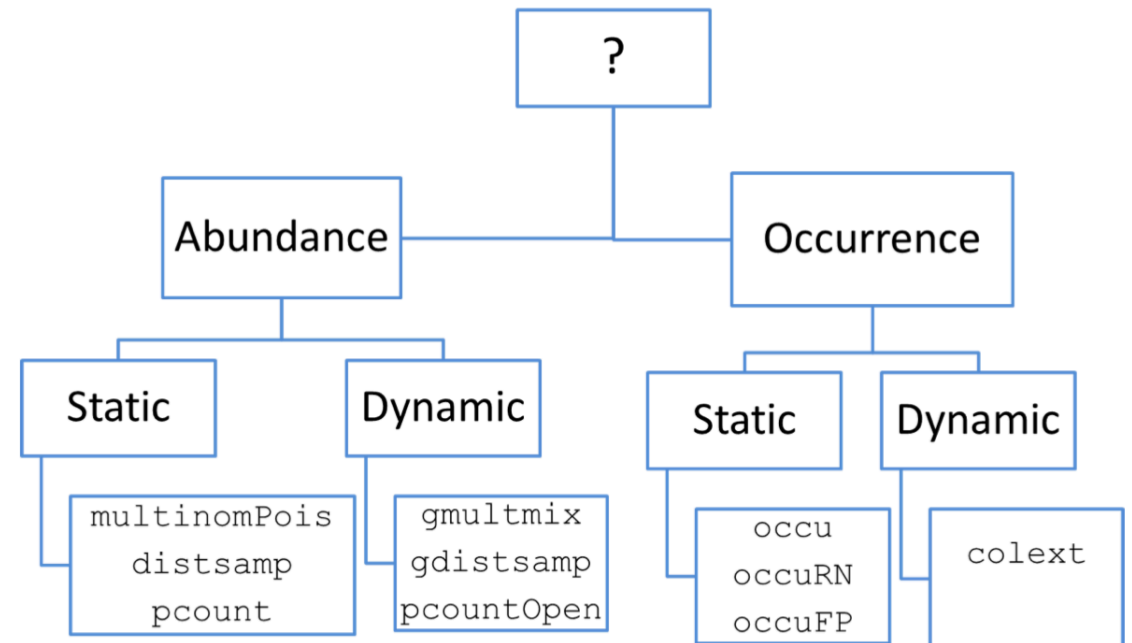 ?
Abundance
Occurrence
Static
Dynamic
Static
Dynamic
multinomPois
distsamp
pcount
gmultmix
gdistsamp
pcountOpen
occu
occuRN
occuFP
colext